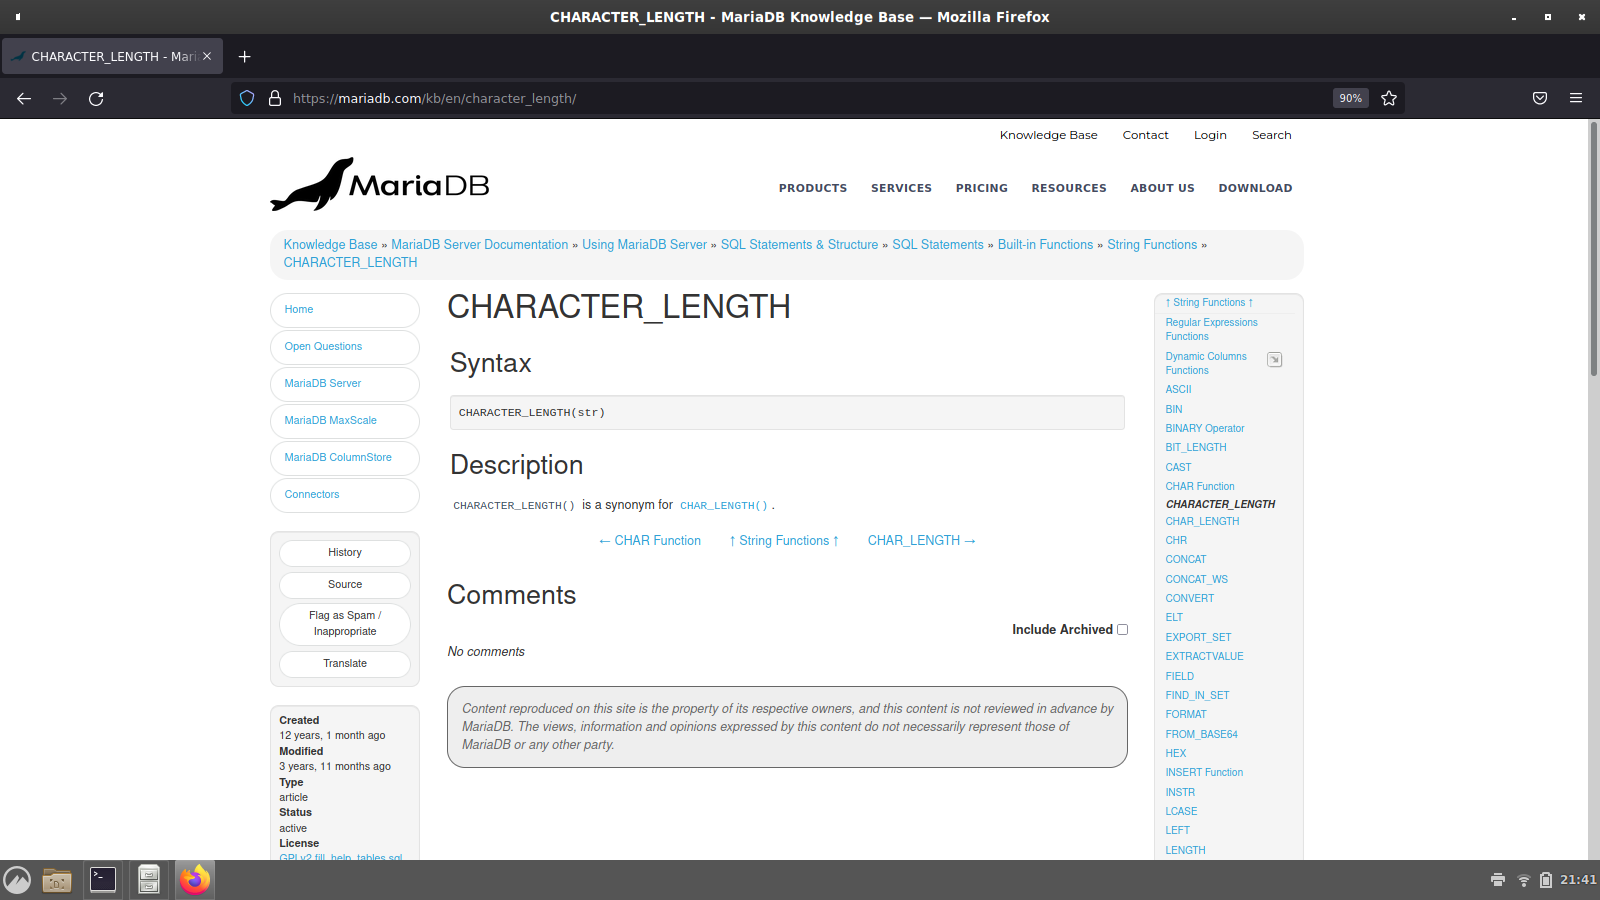 CHARACTER_LENGTH - MariaDB Knowledge Base — Mozilla Firefox
CHARACTER_LENGTH - Mari
https://mariadb.com/kb/en/character_length/
90%
Knowledge Base Contact Login Search
MariaDB
PRODUCTS SERVICES PRICING RESOURCES ABOUT US DOWNLOAD
Knowledge Base » MariaDB Server Documentation » Using MariaDB Server » SQL Statements & Structure » SQL Statements » Built-in Functions » String Functions »
CHARACTER_LENGTH
Home
Open Questions
MariaDB Server
MariaDB MaxScale
MariaDB ColumnStore
Connectors
History
Source
Flag as Spam /
Inappropriate
Translate
Created
12 years, 1 month ago
Modified
3 years, 11 months ago
Type
article
Status
active
License
GPLv2 fill_help_tables.sql
CHARACTER_LENGTH
Syntax
CHARACTER_LENGTH(str)
Description
CHARACTER_LENGTH() is a synonym for CHAR_LENGTH().
← CHAR Function ↑ String Functions ↑ CHAR_LENGTH →
Comments
Include Archived
No comments
Content reproduced on this site is the property of its respective owners, and this content is not reviewed in advance by
MariaDB. The views, information and opinions expressed by this content do not necessarily represent those of
MariaDB or any other party.
↑ String Functions ↑
Regular Expressions
Functions
Dynamic Columns
Functions
ASCII
BIN
BINARY Operator
BIT_LENGTH
CAST
CHAR Function
CHARACTER_LENGTH
CHAR_LENGTH
CHR
CONCAT
CONCAT_WS
CONVERT
ELT
EXPORT_SET
EXTRACTVALUE
FIELD
FIND_IN_SET
FORMAT
FROM_BASE64
HEX
INSERT Function
INSTR
LCASE
LEFT
LENGTH
21:41